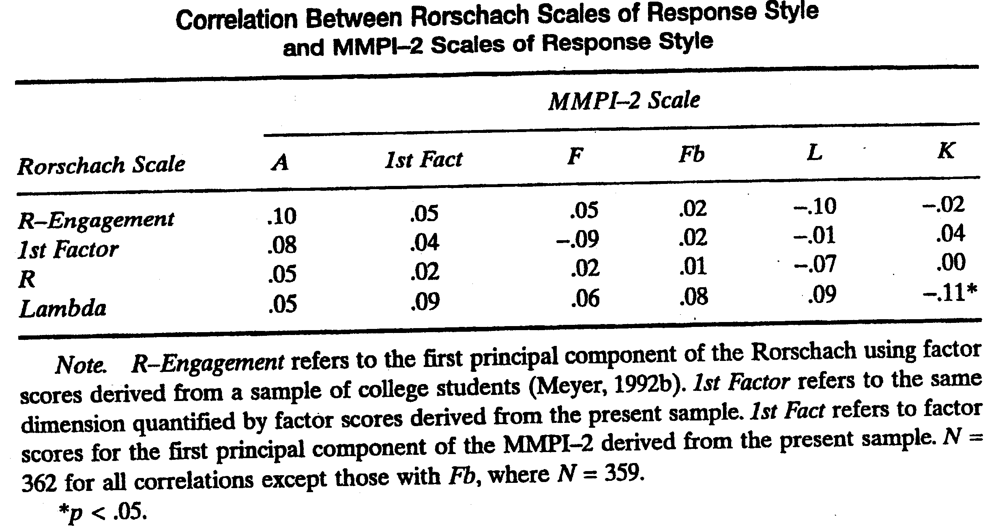 Correlation Between Rorschach Scales of Response Style
and MMPI–2 Scales of Response Style
MMPI–2 Scale
Rorschach Scale A 1st Fact F Fb L K
R–Engagement .10 .05 .05 .02 –.10 –.02
1st Factor .08 .04 –.09 .02 –.01 .04
R .05 .02 .02 .01 –.07 .00
Lambda .05 .09 .06 .08 .09 –.11*
Note. R–Engagement refers to the first principal component of the Rorschach using factor
scores derived from a sample of college students (Meyer, 1992b). 1st Factor refers to the same
dimension quantified by factor scores derived from the present sample. 1st Fact refers to factor
scores for the first principal component of the MMPI–2 derived from the present sample. N =
362 for all correlations except those with Fb, where N = 359.
*p < .05.